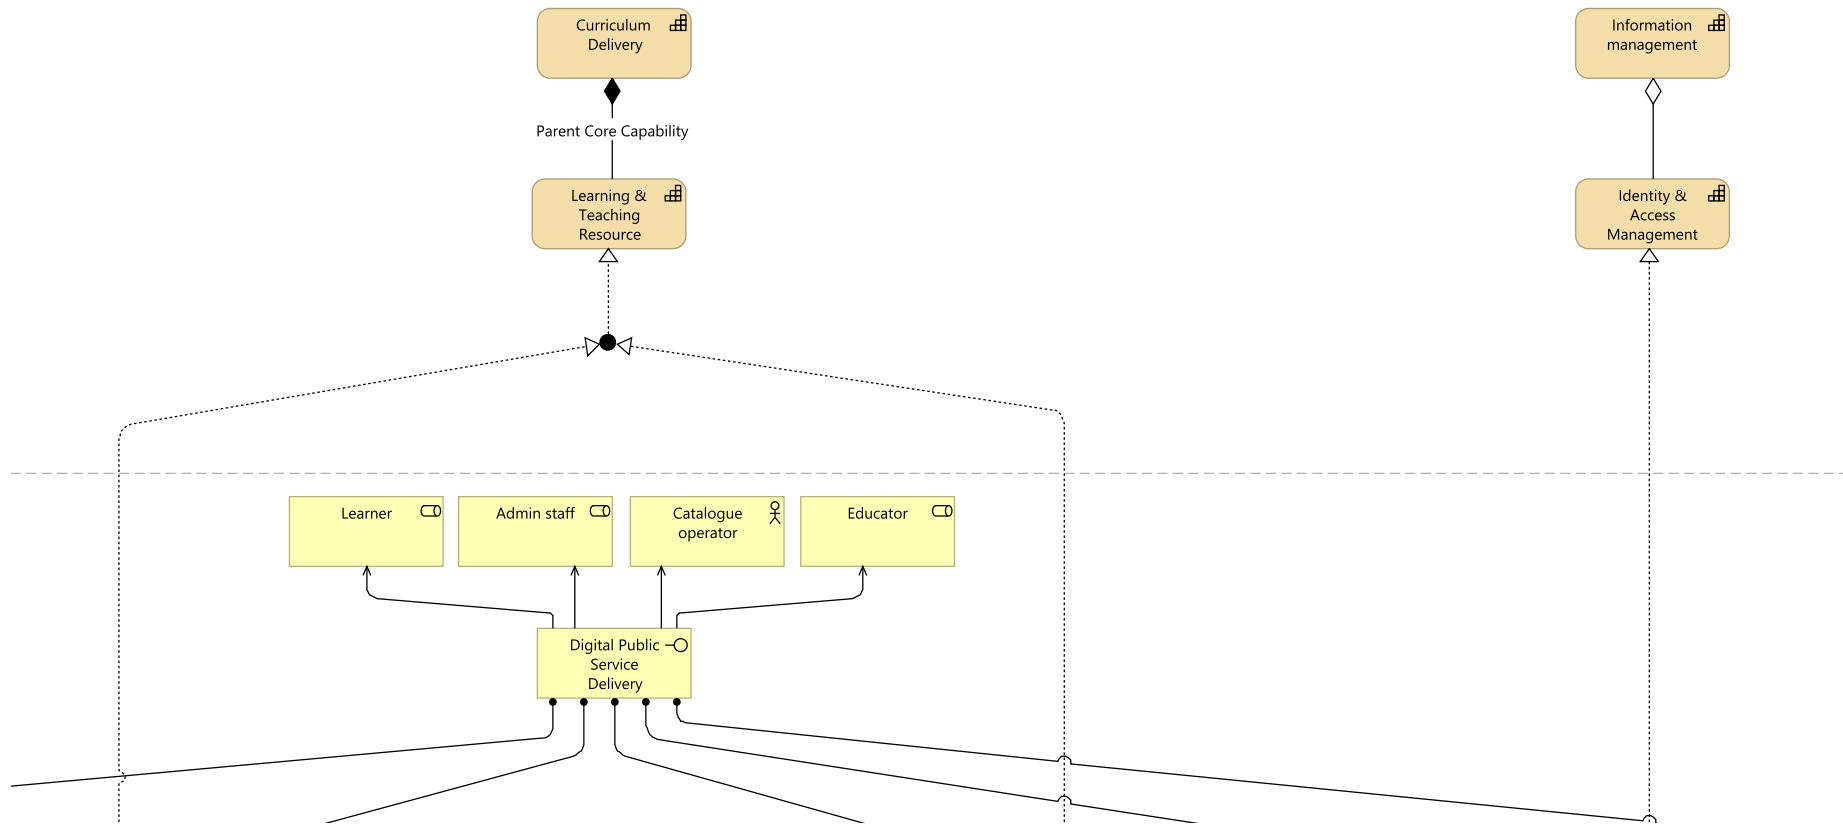 Curriculum
Delivery
Information
management
Parent Core Capability
Learning &
Teaching
Resource
Identity &
Access
Management
Learner
Admin staff
Catalogue
operator
Educator
Digital Public
Service
Delivery